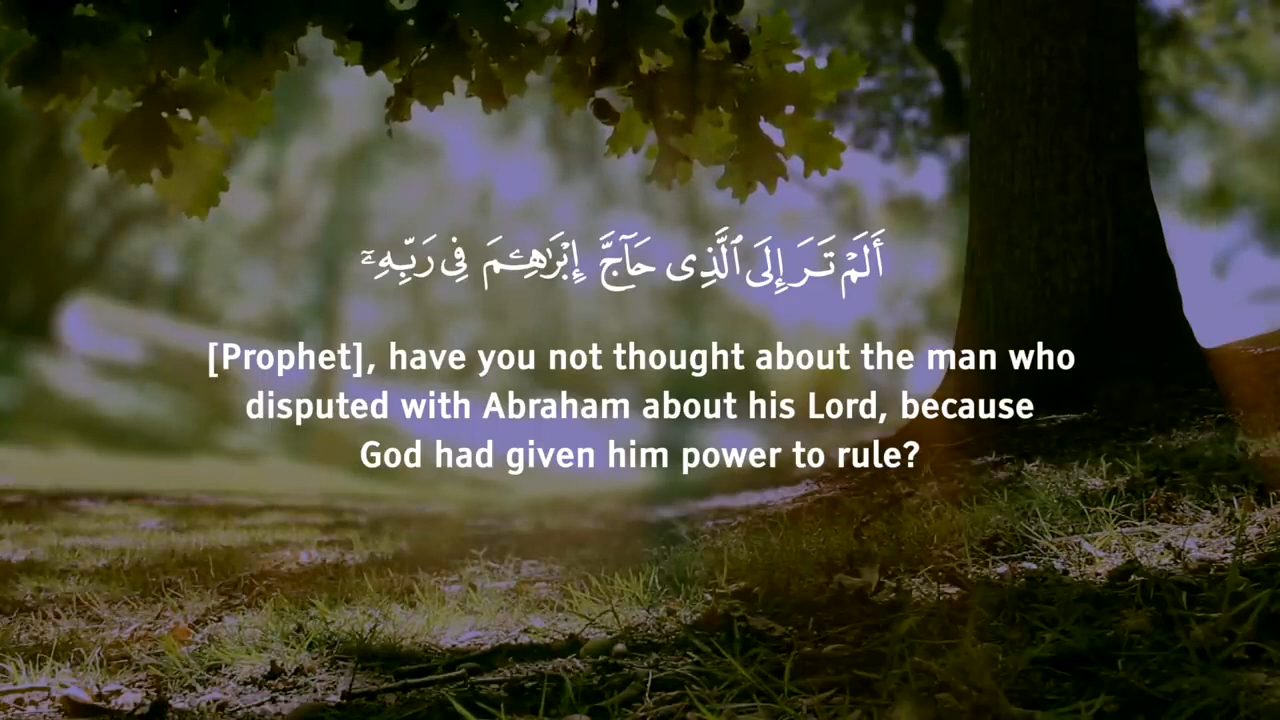 أَلَمْ تَرَ إِلَى ٱلَّذِى حَآجَّ إِبْرَٰهِـۧمَ فِى رَبِّهِۦٓ
[Prophet], have you not thought about the man who
disputed with Abraham about his Lord, because
God had given him power to rule?